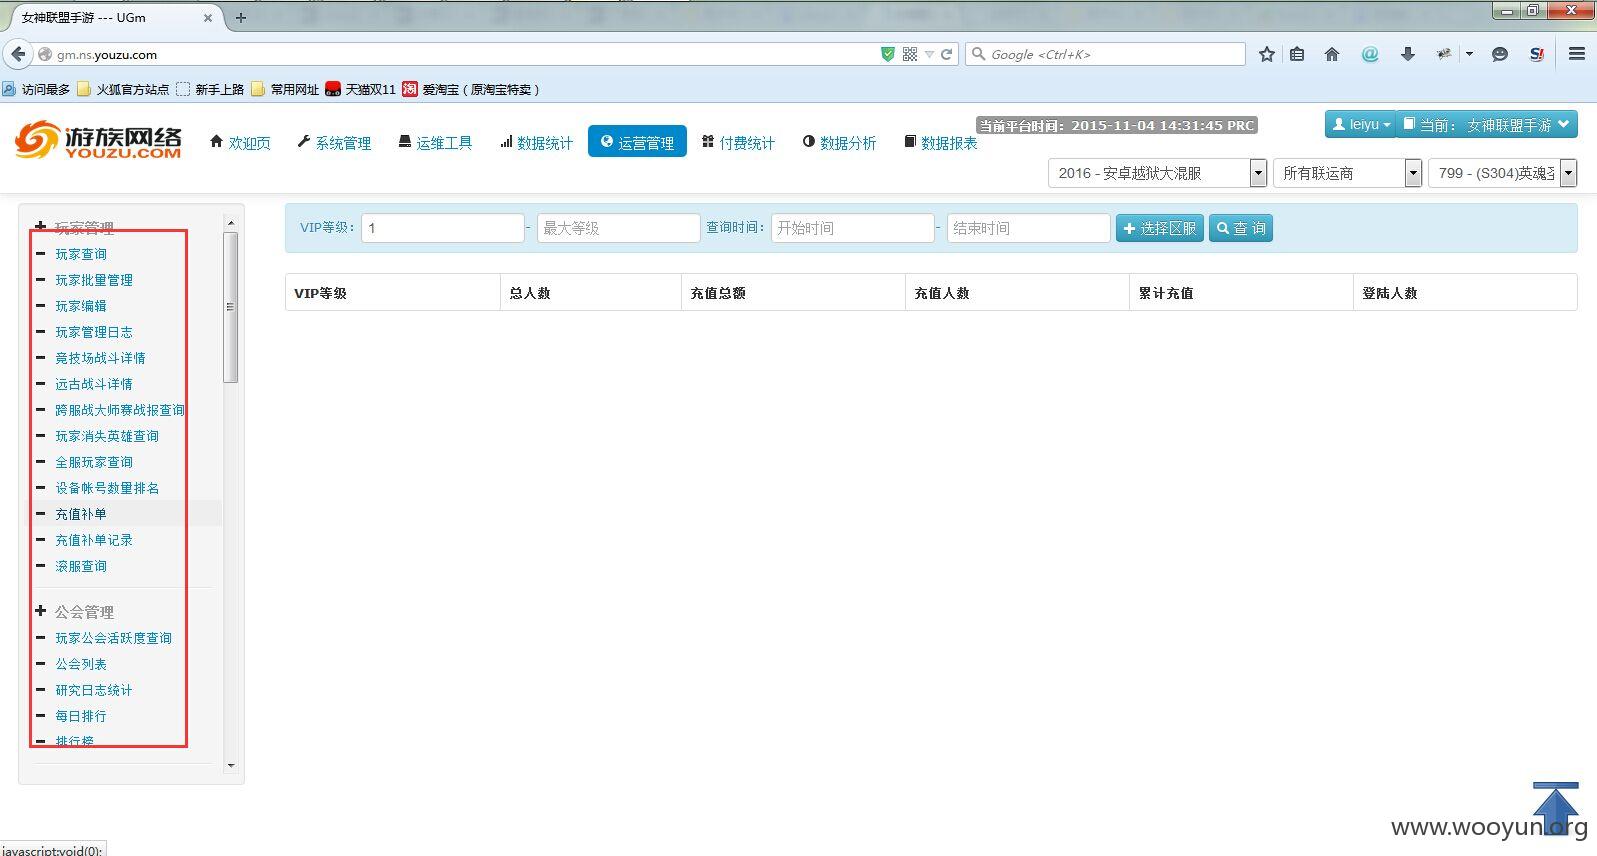 女神联盟手游 --- UGm
gm.ns.youzu.com
Google <Ctrl+K>
访问最多 火狐官方站点 新手上路 常用网址 天猫双11 爱淘宝（原淘宝特卖）
游族网络
YOUZU.COM
欢迎页 系统管理 运维工具 数据统计 运营管理 付费统计 数据分析 数据报表
当前平台时间：2015-11-04 14:31:45 PRC
leiyu 当前： 女神联盟手游
2016 - 安卓越狱大混服 所有联运商 799 - (S304)英魂圣
玩家管理
玩家查询
玩家批量管理
玩家编辑
玩家管理日志
竞技场战斗详情
远古战斗详情
跨服战大师赛战报查询
玩家消失英雄查询
全服玩家查询
设备帐号数量排名
充值补单
充值补单记录
滚服查询
公会管理
玩家公会活跃度查询
公会列表
研究日志统计
每日排行
排行榜
VIP等级： 1 - 最大等级 查询时间： 开始时间 - 结束时间 选择区服 查 询
VIP等级 总人数 充值总额 充值人数 累计充值 登陆人数
www.wooyun.org
javascript:void(0);